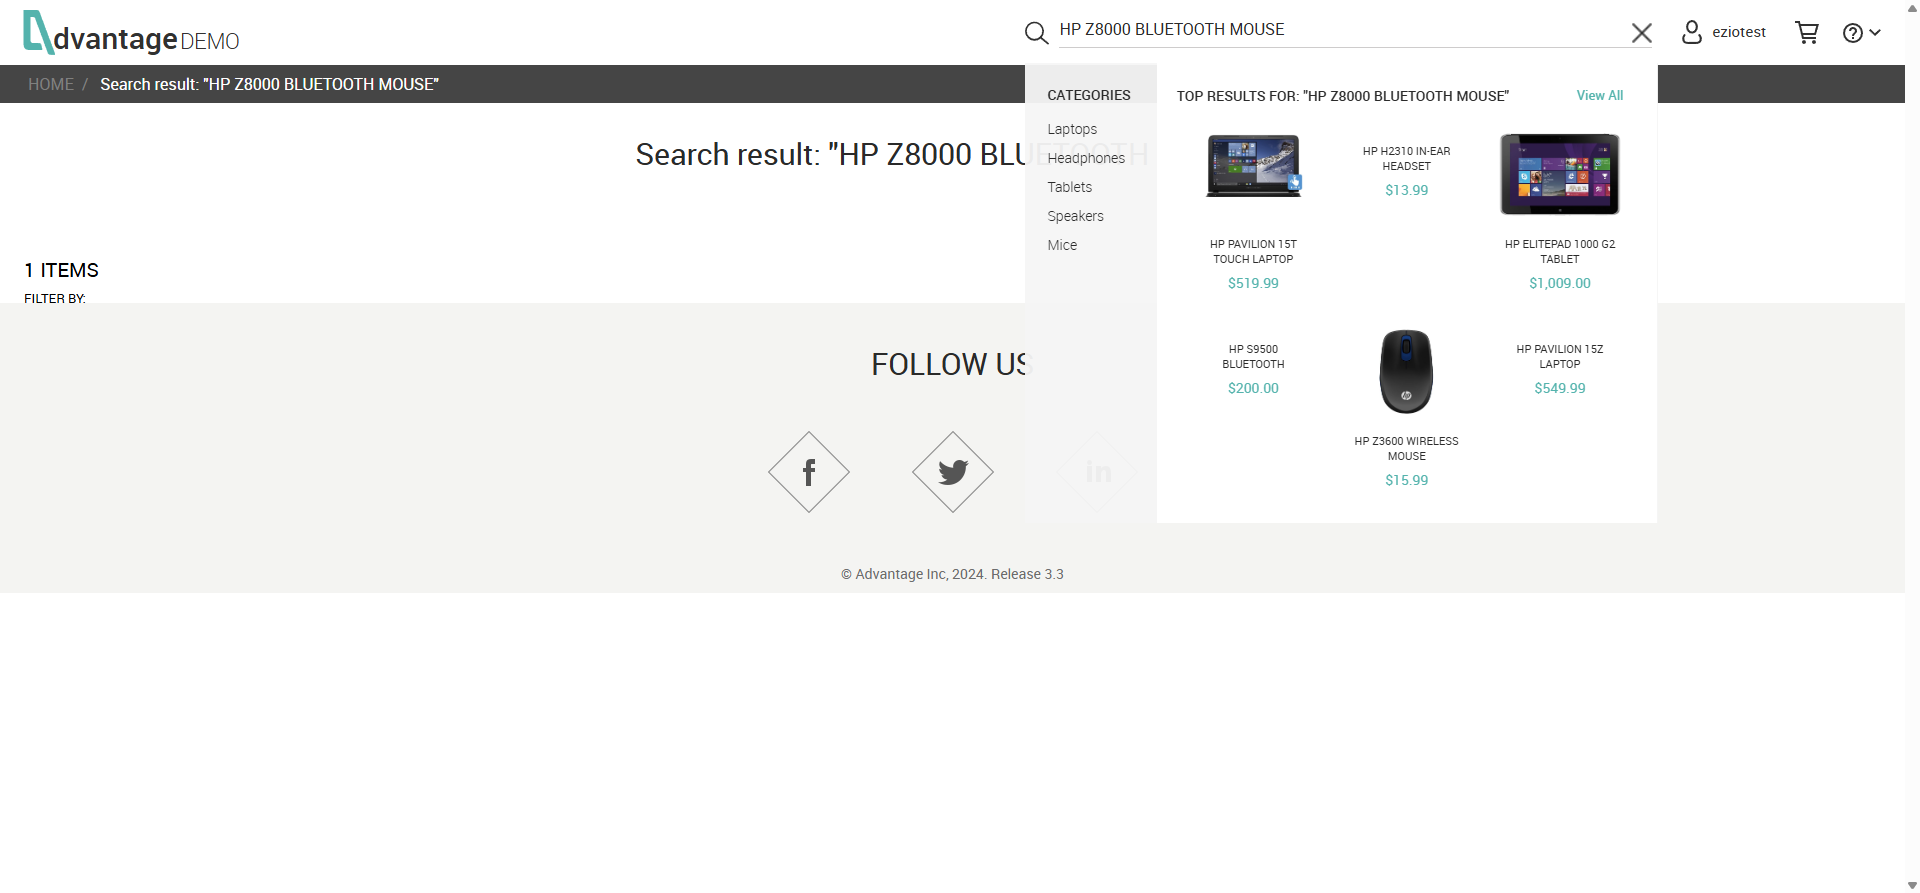 dvantage DEMO
HP Z8000 BLUETOOTH MOUSE
eziotest
HOME / Search result: "HP Z8000 BLUETOOTH MOUSE"
Search result: "HP Z8000 BLUETOOTH
1 ITEMS
FILTER BY:
CATEGORIES
Laptops
Headphones
Tablets
Speakers
Mice
TOP RESULTS FOR: "HP Z8000 BLUETOOTH MOUSE"
View All
HP PAVILION 15T
TOUCH LAPTOP
$519.99
HP H2310 IN-EAR
HEADSET
$13.99
HP ELITEPAD 1000 G2
TABLET
$1,009.00
HP S9500
BLUETOOTH
$200.00
HP Z3600 WIRELESS
MOUSE
$15.99
HP PAVILION 15Z
LAPTOP
$549.99
FOLLOW US
f
in
© Advantage Inc, 2024. Release 3.3